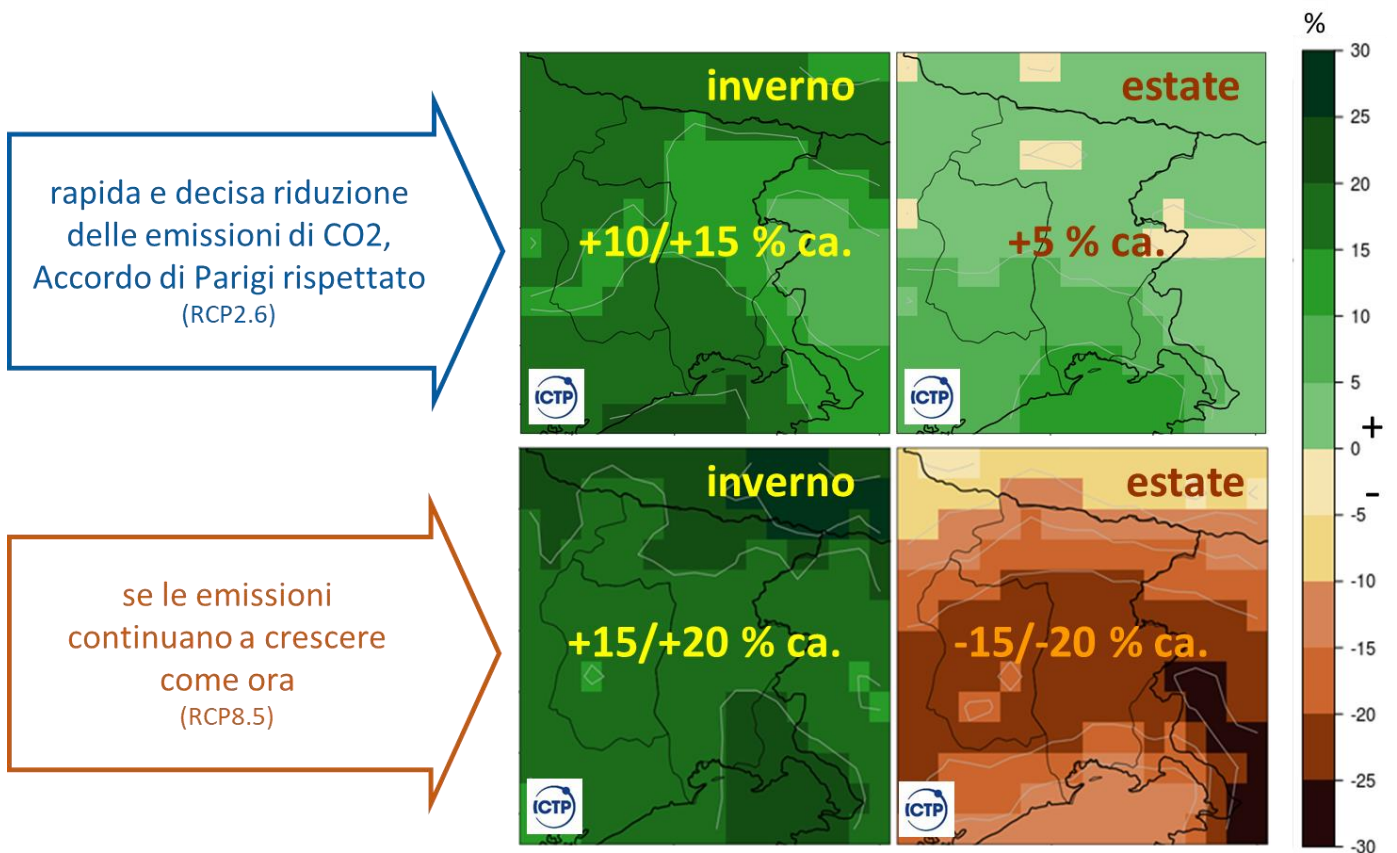 rapida e decisa riduzione
delle emissioni di CO2,
Accordo di Parigi rispettato
(RCP2.6)
inverno
+10/+15 % ca.
ICTP
estate
+5 % ca.
ICTP
se le emissioni
continuano a crescere
come ora
(RCP8.5)
inverno
+15/+20 % ca.
ICTP
estate
-15/-20 % ca.
ICTP
%
30
25
20
15
10
5
+
0
-
-5
-10
-15
-20
-25
-30